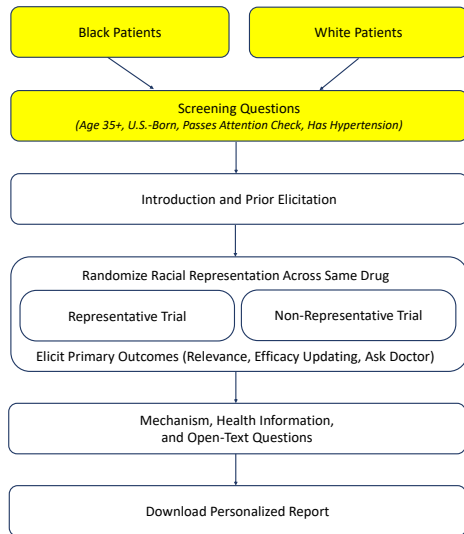 Black Patients
White Patients
Screening Questions
(Age 35+, U.S.-Born, Passes Attention Check, Has Hypertension)
Introduction and Prior Elicitation
Randomize Racial Representation Across Same Drug
Representative Trial
Non-Representative Trial
Elicit Primary Outcomes (Relevance, Efficacy Updating, Ask Doctor)
Mechanism, Health Information,
and Open-Text Questions
Download Personalized Report